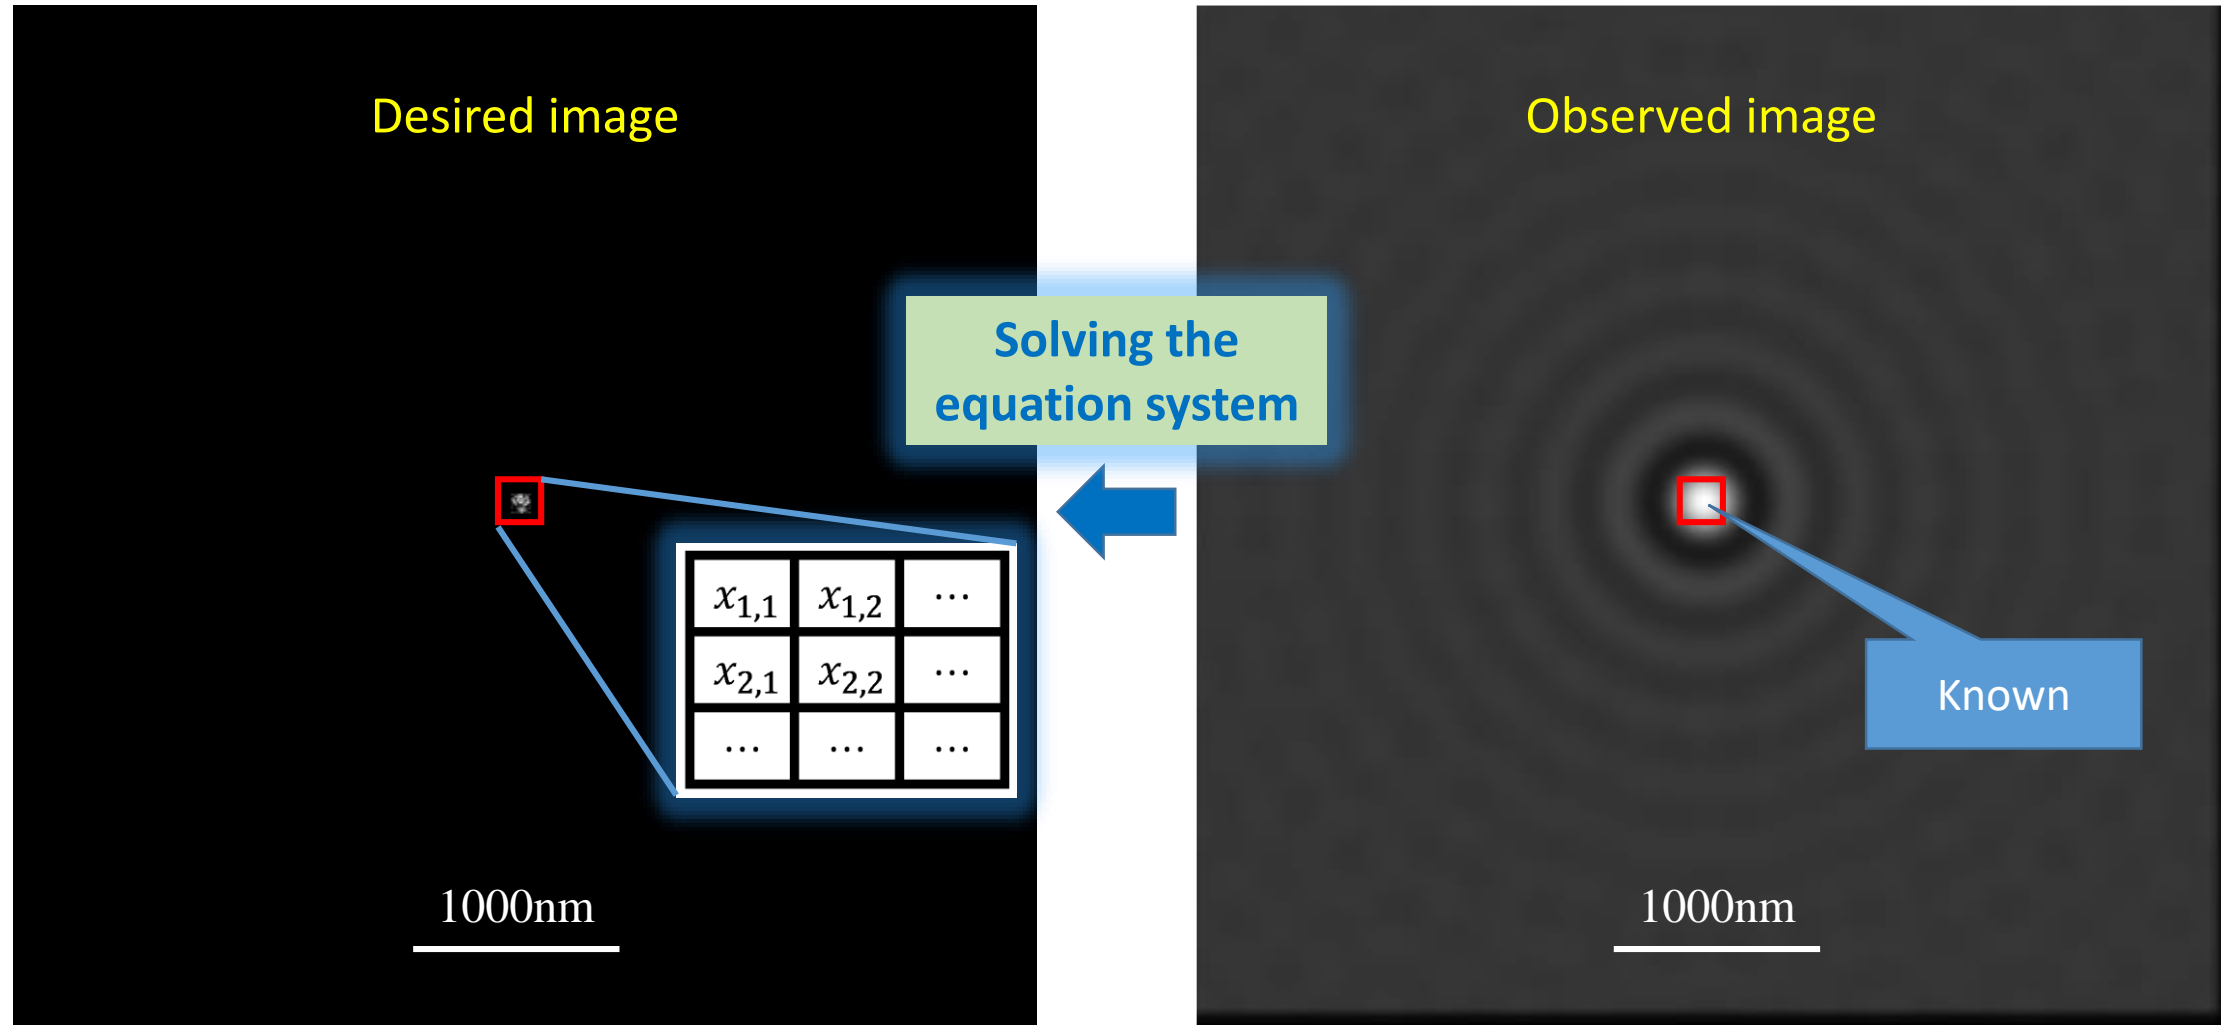 Desired image
Observed image
Solving the
equation system
x1,1 x1,2 ...
x2,1 x2,2 ...
... ... ...
Known
1000nm
1000nm